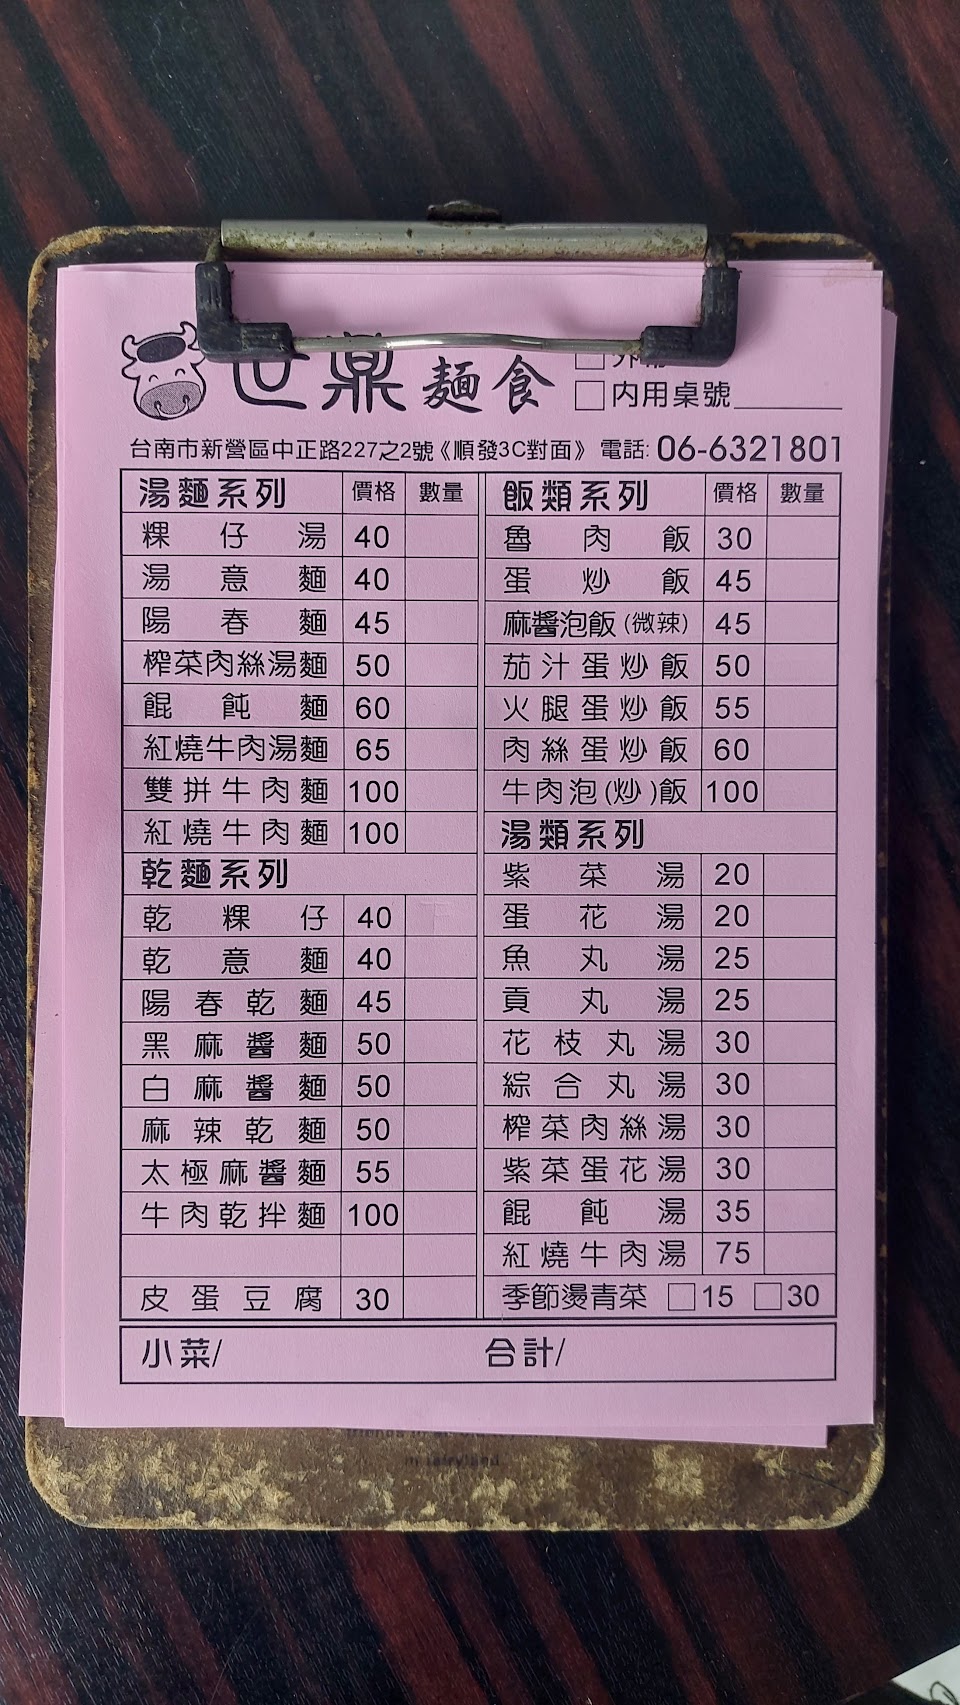 世鼎 麵食
□內用桌號
台南市新營區中正路227之2號《順發3C對面》 電話: 06-6321801
湯麵系列 價格 數量
粿仔湯 40
湯意麵 40
陽春麵 45
榨菜肉絲湯麵 50
餛飩麵 60
紅燒牛肉湯麵 65
雙拼牛肉麵 100
紅燒牛肉麵 100
乾麵系列
乾粿仔 40
乾意麵 40
陽春乾麵 45
黑麻醬麵 50
白麻醬麵 50
麻辣乾麵 50
太極麻醬麵 55
牛肉乾拌麵 100
皮蛋豆腐 30
飯類系列 價格 數量
魯肉飯 30
蛋炒飯 45
麻醬泡飯(微辣) 45
茄汁蛋炒飯 50
火腿蛋炒飯 55
肉絲蛋炒飯 60
牛肉泡(炒)飯 100
湯類系列
紫菜湯 20
蛋花湯 20
魚丸湯 25
貢丸湯 25
花枝丸湯 30
綜合丸湯 30
榨菜肉絲湯 30
紫菜蛋花湯 30
餛飩湯 35
紅燒牛肉湯 75
季節燙青菜 □15 □30
小菜/ 合計/